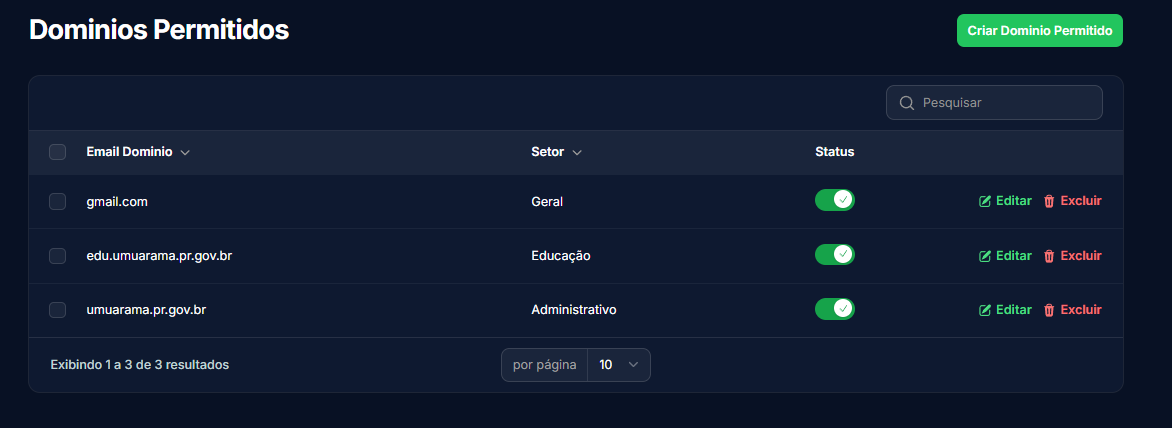 Dominios Permitidos
Criar Dominio Permitido
Pesquisar
Email Dominio Setor Status
gmail.com Geral Editar Excluir
edu.umuarama.pr.gov.br Educação Editar Excluir
umuarama.pr.gov.br Administrativo Editar Excluir
Exibindo 1 a 3 de 3 resultados por página 10